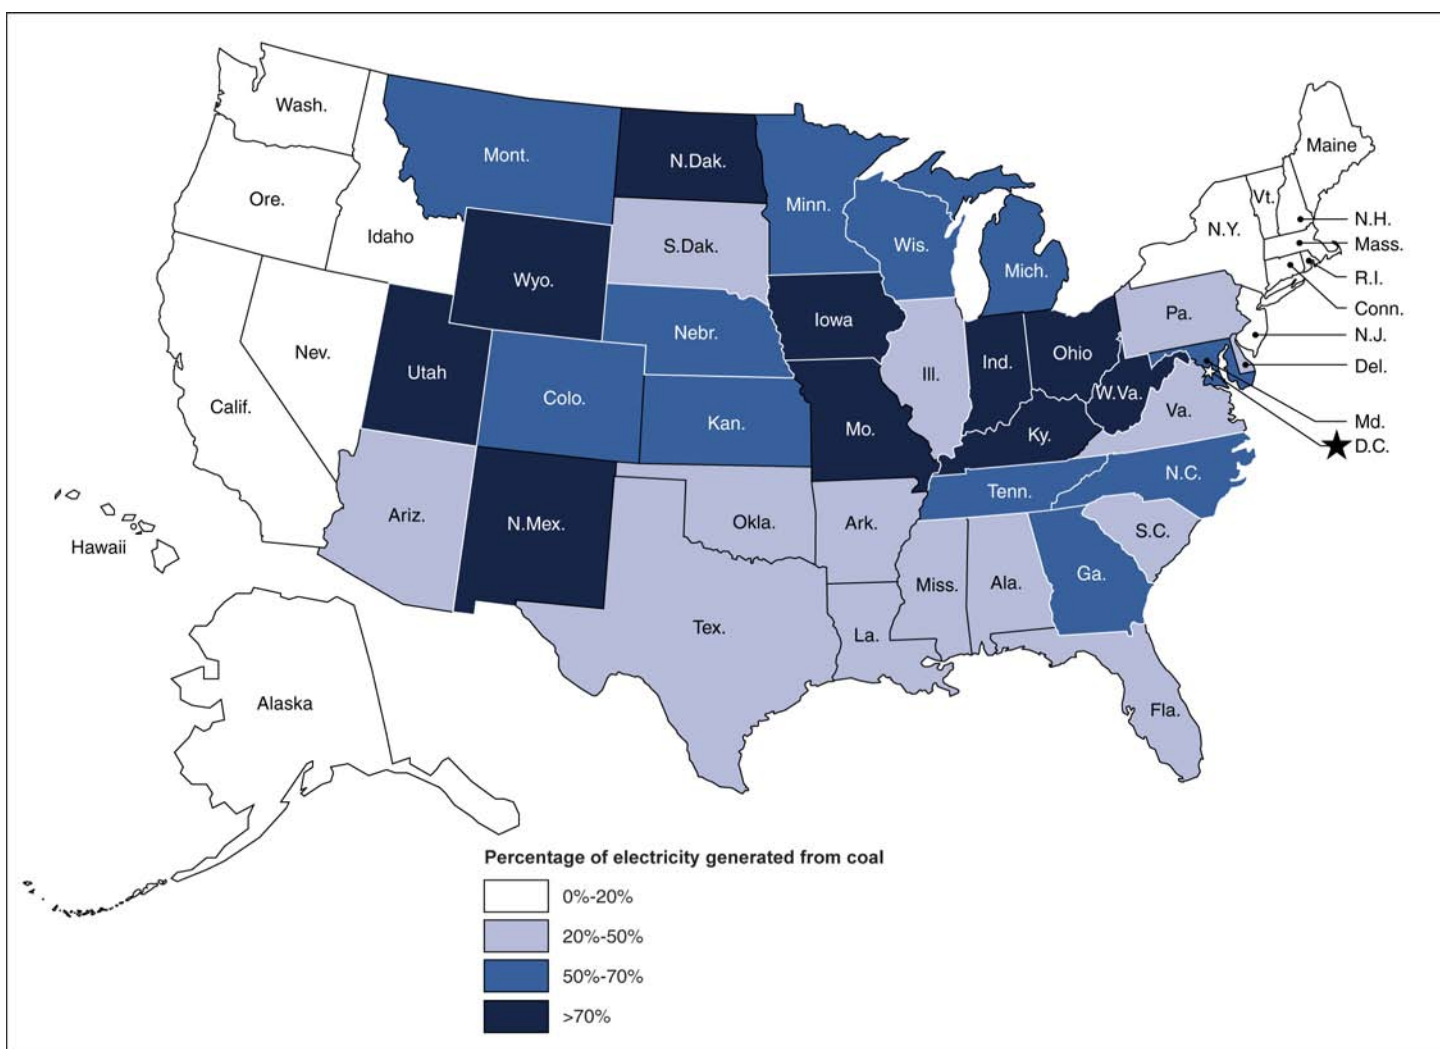 Wash.
Mont.
N.Dak.
Minn.
Maine
Ore.
Idaho
S.Dak.
Wis.
Mich.
N.Y.
Vt.
N.H.
Mass.
R.I.
Conn.
N.J.
Del.
Md.
D.C.
Wyo.
Nebr.
Iowa
Pa.
Nev.
Utah
Colo.
Kan.
Mo.
Ill.
Ind.
Ohio
W.Va.
Va.
Ky.
Calif.
Ariz.
N.Mex.
Okla.
Ark.
Tenn.
N.C.
S.C.
Hawaii
Tex.
La.
Miss.
Ala.
Ga.
Fla.
Alaska
Percentage of electricity generated from coal
0%-20%
20%-50%
50%-70%
>70%